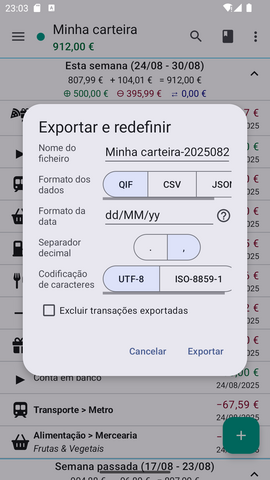 23:03
Minha carteira
912,00 €
Esta semana (24/08 - 30/08)
807,99 € + 104,01 € = 912,00 €
⊕ 500,00 € ⊖ 395,99 € ⇄ 0,00 €
Exportar e redefinir
Nome do
ficheiro
Minha carteira-2025082
Formato dos
dados
QIF CSV JSON
Formato da
data
dd/MM/yy
Separador
decimal
. ,
Codificação
de caracteres
UTF-8 ISO-8859-1
Excluir transações exportadas
Cancelar Exportar
Conta em banco
24/08/2025
Transporte > Metro
−67,59 €
24/08/2025
Alimentação > Mercearia
Frutas & Vegetais
Semana passada (17/08 - 23/08)